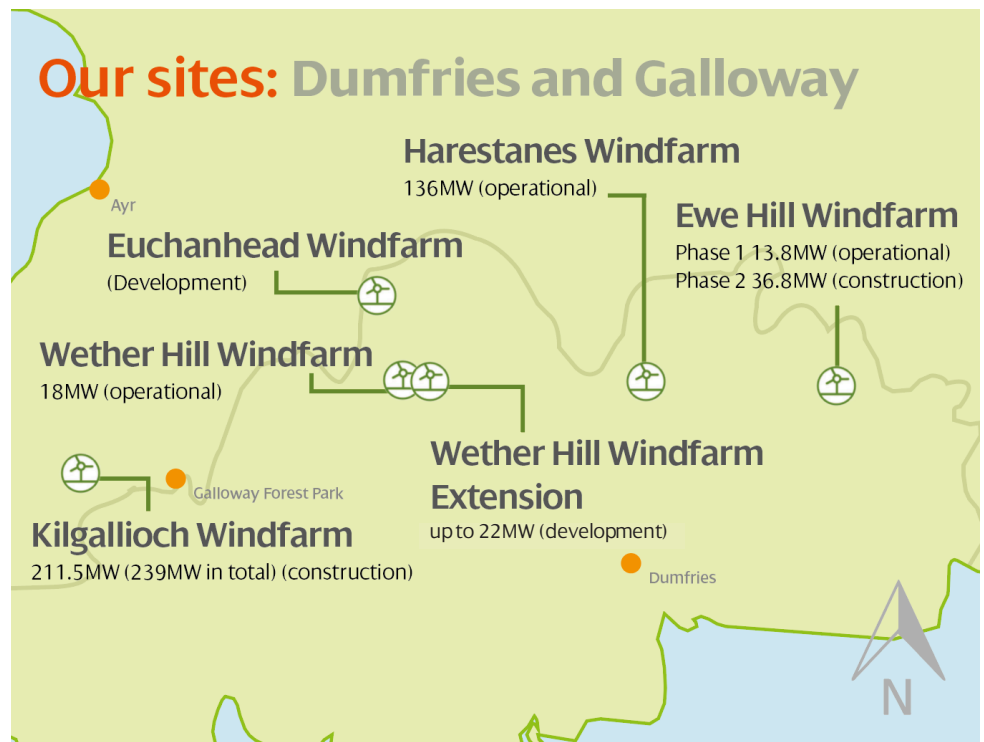 Our sites: Dumfries and Galloway
Harestanes Windfarm
136MW (operational)
Ayr
Ewe Hill Windfarm
Phase 1 13.8MW (operational)
Phase 2 36.8MW (construction)
Euchanhead Windfarm
(Development)
Wether Hill Windfarm
18MW (operational)
Wether Hill Windfarm
Extension
up to 22MW (development)
Galloway Forest Park
Kilgallioch Windfarm
211.5MW (239MW in total) (construction)
Dumfries
N